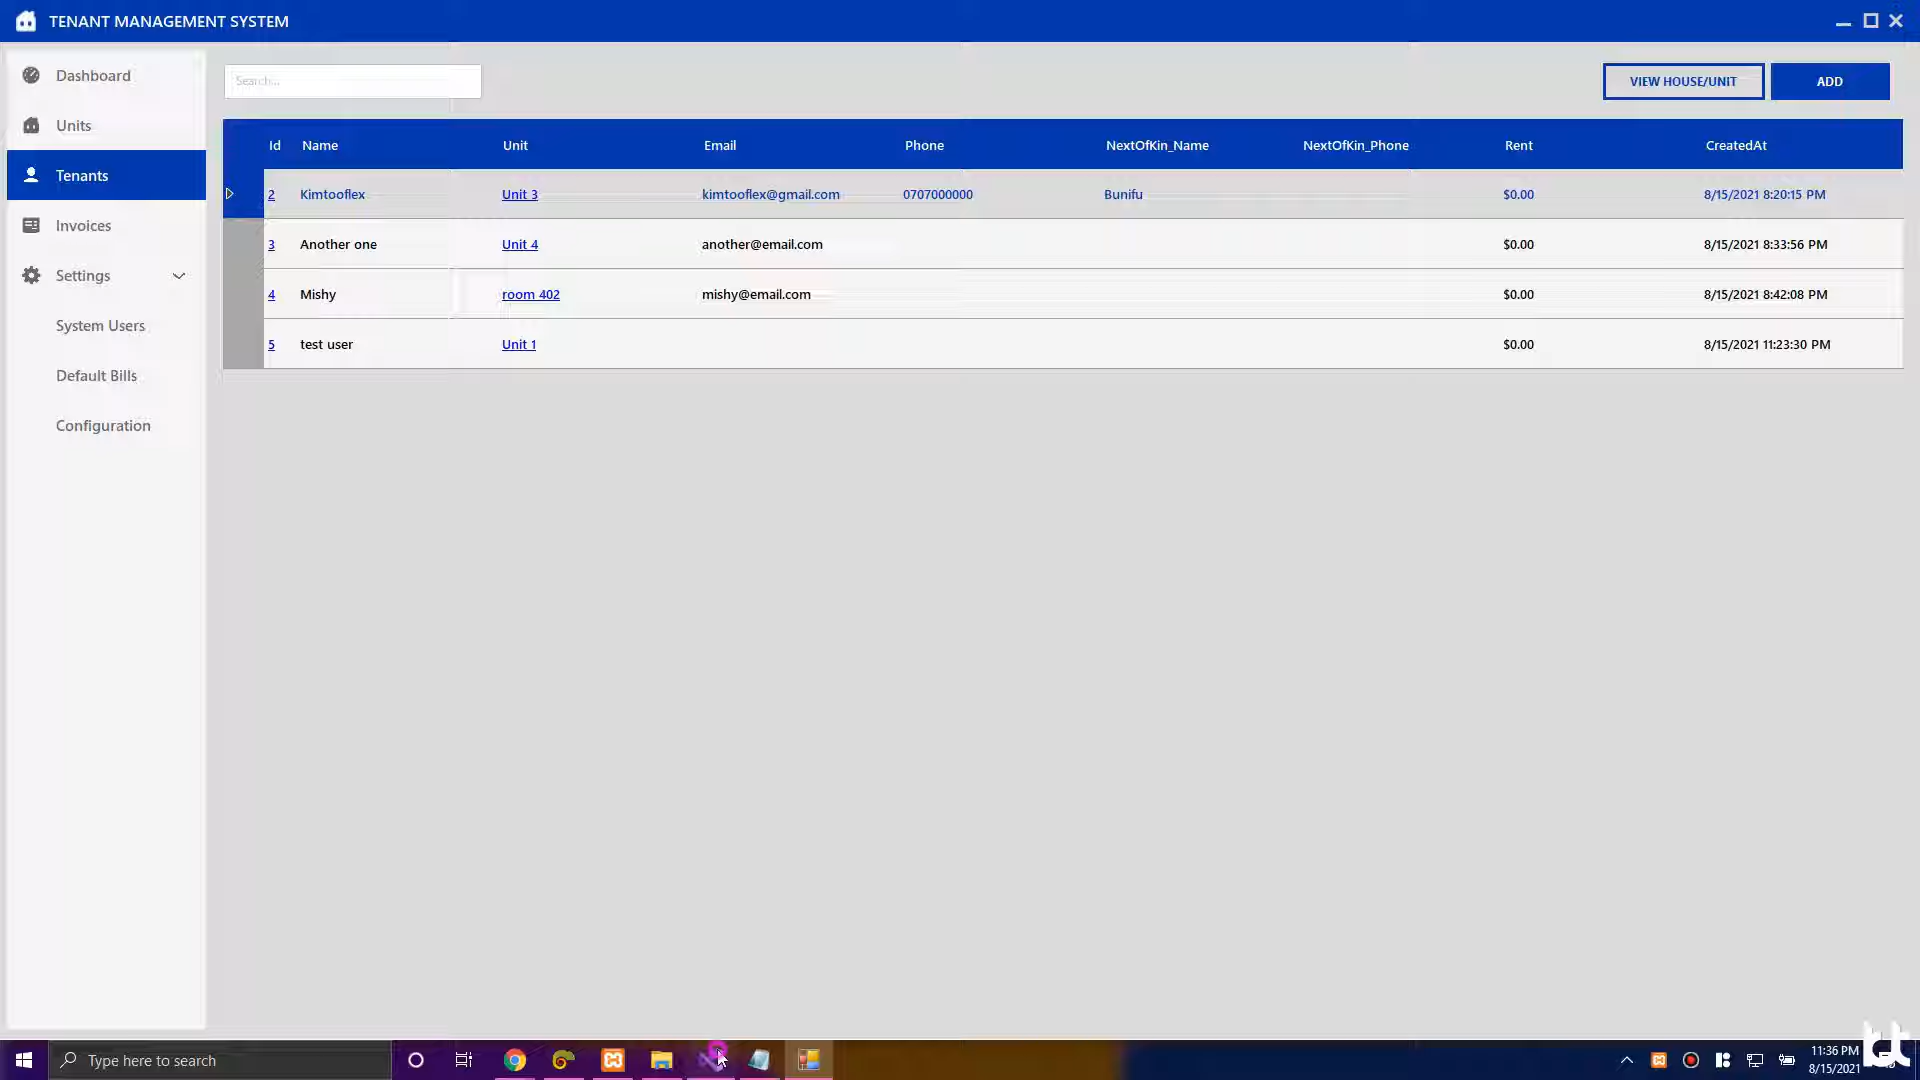 TENANT MANAGEMENT SYSTEM
Dashboard
Units
Tenants
Invoices
Settings
System Users
Default Bills
Configuration
Search...
VIEW HOUSE/UNIT ADD
Id Name Unit Email Phone NextOfKin_Name NextOfKin_Phone Rent CreatedAt
2 Kimtooflex Unit 3 kimtooflex@gmail.com 0707000000 Bunifu $0.00 8/15/2021 8:20:15 PM
3 Another one Unit 4 another@email.com $0.00 8/15/2021 8:33:56 PM
4 Mishy room 402 mishy@email.com $0.00 8/15/2021 8:42:08 PM
5 test user Unit 1 $0.00 8/15/2021 11:23:30 PM
Type here to search
11:36 PM
8/15/2021